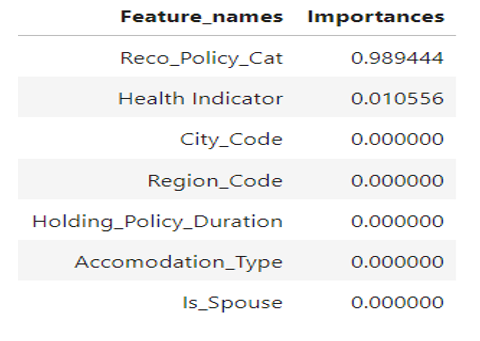 Feature_names Importances
Reco_Policy_Cat 0.989444
Health Indicator 0.010556
City_Code 0.000000
Region_Code 0.000000
Holding_Policy_Duration 0.000000
Accomodation_Type 0.000000
Is_Spouse 0.000000